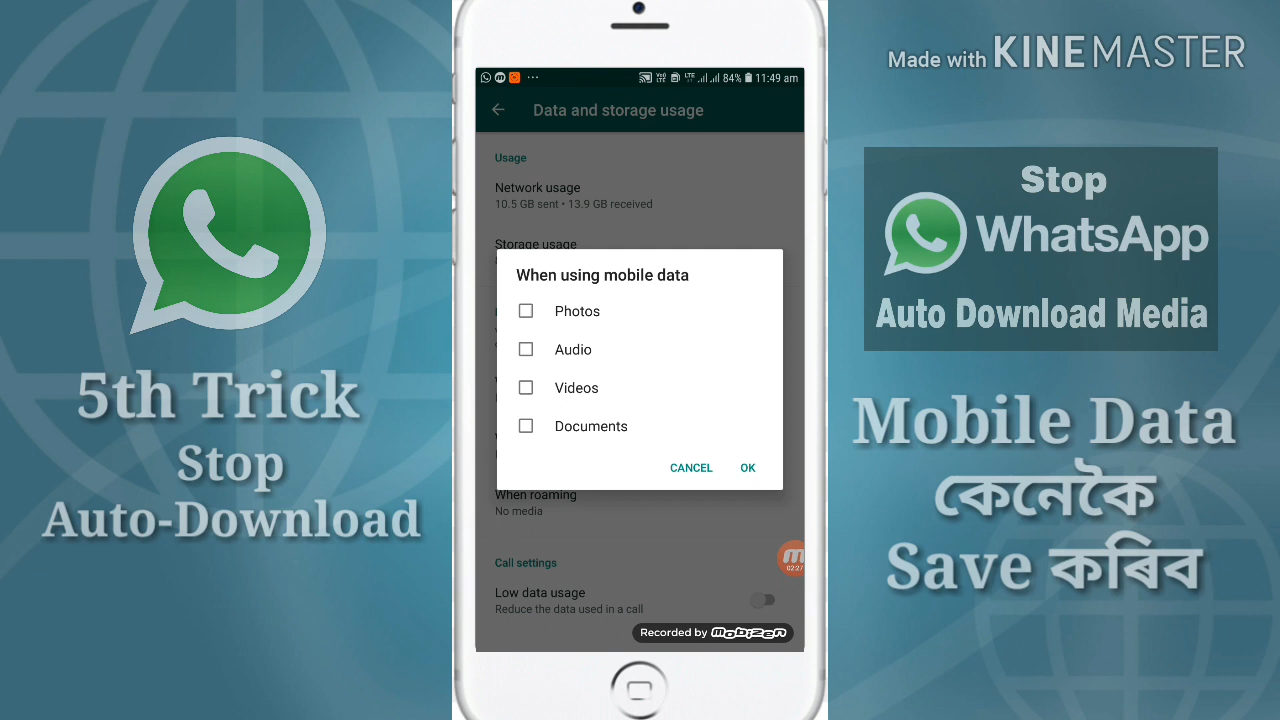 5th Trick
Stop
Auto-Download
84% 11:49 am
Data and storage usage
Usage
Network usage
10.5 GB sent • 13.9 GB received
Storage usage
When using mobile data
Photos
Audio
Videos
Documents
CANCEL OK
When roaming
No media
Call settings
Low data usage
Reduce the data used in a call
02:27
Recorded by MOBIZEN
Made with KINEMASTER
Stop
WhatsApp
Auto Download Media
Mobile Data
কেনেকৈ
Save কৰিব